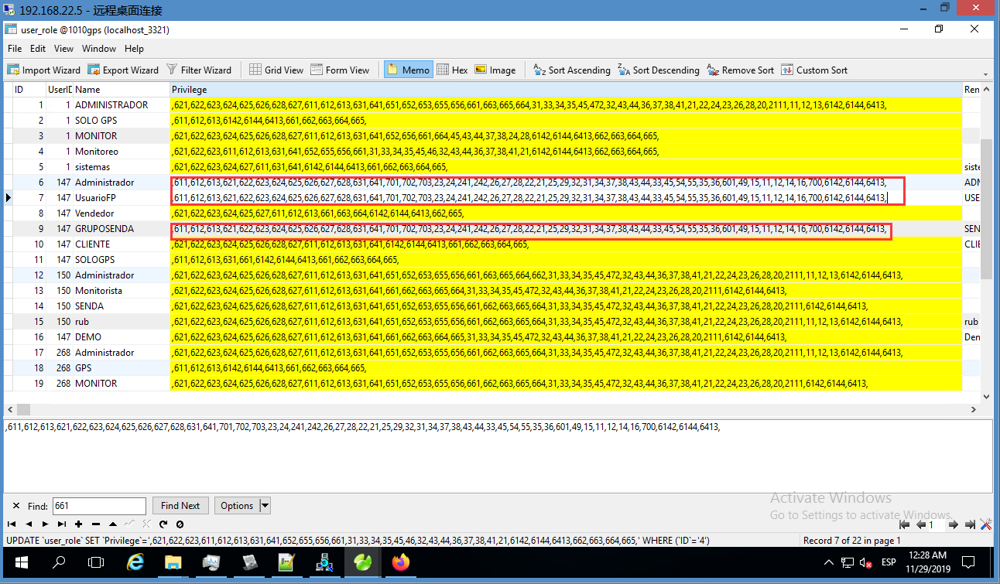 192.168.22.5 - 远程桌面连接
user_role @1010gps (localhost_3321)
File Edit View Window Help
Import Wizard Export Wizard Filter Wizard Grid View Form View Memo Hex Image Sort Ascending Sort Descending Remove Sort Custom Sort
ID UserID Name Privilege Ren
1 1 ADMINISTRADOR ,621,622,623,624,625,626,628,627,611,612,613,631,641,651,652,653,655,656,661,663,665,664,31,33,34,35,45,472,32,43,44,36,37,38,41,21,22,24,23,26,28,20,2111,11,12,13,6142,6144,6413,
2 1 SOLO GPS ,611,612,613,6142,6144,6413,661,662,663,664,665,
3 1 MONITOR ,621,622,623,624,625,626,628,627,611,612,613,631,641,652,656,661,664,45,43,44,37,38,24,28,6142,6144,6413,662,663,664,665,
4 1 Monitoreo ,621,622,623,611,612,613,631,641,652,655,656,661,31,33,34,35,45,46,32,43,44,36,37,38,41,21,6142,6144,6413,662,663,664,665,
5 1 sistemas ,621,622,623,624,627,611,631,641,6142,6144,6413,661,662,663,664,665, siste
6 147 Administrador ,611,612,613,621,622,623,624,625,626,627,628,631,641,701,702,703,23,24,241,242,26,27,28,22,21,25,29,32,31,34,37,38,43,44,33,45,54,55,35,36,601,49,15,11,12,14,16,700,6142,6144,6413, ADM
7 147 UsuarioFP ,611,612,613,621,622,623,624,625,626,627,628,631,641,701,702,703,23,24,241,242,26,27,28,22,21,25,29,32,31,34,37,38,43,44,33,45,54,55,35,36,601,49,15,11,12,14,16,700,6142,6144,6413, USE
8 147 Vendedor ,621,622,623,624,625,627,611,612,613,661,663,664,6142,6144,6413,662,665,
9 147 GRUPOSENDA ,611,612,613,621,622,623,624,625,626,627,628,631,641,701,702,703,23,24,241,242,26,27,28,22,21,25,29,32,31,34,37,38,43,44,33,45,54,55,35,36,601,49,15,11,12,14,16,700,6142,6144,6413, SEN
10 147 CLIENTE ,621,622,623,624,625,626,628,627,611,612,613,631,641,6142,6144,6413,661,662,663,664,665, CLIE
11 147 SOLOGPS ,611,612,613,631,661,6142,6144,6413,661,662,663,664,665,
12 150 Administrador ,621,622,623,624,625,626,628,627,611,612,613,631,641,651,652,653,655,656,661,663,665,664,662,31,33,34,35,45,472,32,43,44,36,37,38,41,21,22,24,23,26,28,20,2111,11,12,13,6142,6144,6413,
13 150 Monitorista ,621,622,623,624,625,626,628,627,611,612,613,631,641,661,662,663,665,664,31,33,34,35,45,472,32,43,44,36,37,38,41,21,22,24,23,26,28,20,2111,6142,6144,6413,
14 150 SENDA ,621,622,623,624,625,626,628,627,611,612,613,631,641,651,652,653,655,656,661,662,663,665,664,31,33,34,35,45,472,32,43,44,36,37,38,41,21,22,24,23,26,28,20,2111,6142,6144,6413,
15 150 rub ,621,622,623,624,625,626,628,627,611,612,613,631,641,651,652,653,655,656,661,662,663,665,664,31,33,34,35,45,472,32,43,44,36,37,38,41,21,22,24,23,26,28,20,2111,11,12,13,6142,6144,6413, rub
16 147 DEMO ,621,622,623,624,625,626,628,627,611,612,613,631,641,661,662,663,664,665,31,33,34,35,45,472,32,43,44,36,37,38,41,21,22,24,23,26,28,20,2111,6142,6144,6413, Den
17 268 Administrador ,621,622,623,624,625,626,628,627,611,612,613,631,641,651,652,653,655,656,661,662,663,665,664,31,33,34,35,45,472,32,43,44,36,37,38,41,21,22,24,23,26,28,20,2111,11,12,13,6142,6144,6413,
18 268 GPS ,611,612,613,6142,6144,6413,661,662,663,664,665,
19 268 MONITOR ,621,622,623,624,625,626,628,627,611,612,613,631,641,651,652,653,655,656,661,662,663,665,664,31,33,34,35,45,472,32,43,44,36,37,38,41,21,22,24,23,26,28,20,2111,6142,6144,6413,
,611,612,613,621,622,623,624,625,626,627,628,631,641,701,702,703,23,24,241,242,26,27,28,22,21,25,29,32,31,34,37,38,43,44,33,45,54,55,35,36,601,49,15,11,12,14,16,700,6142,6144,6413,
Activate Windows
Go to Settings to activate Windows.
Find: 661 Find Next Options
1
UPDATE `user_role` SET `Privilege`=',621,622,623,611,612,613,631,641,652,655,656,661,31,33,34,35,45,46,32,43,44,36,37,38,41,21,6142,6144,6413,662,663,664,665,' WHERE (`ID`='4') Record 7 of 22 in page 1
ESP 12:28 AM
11/29/2019